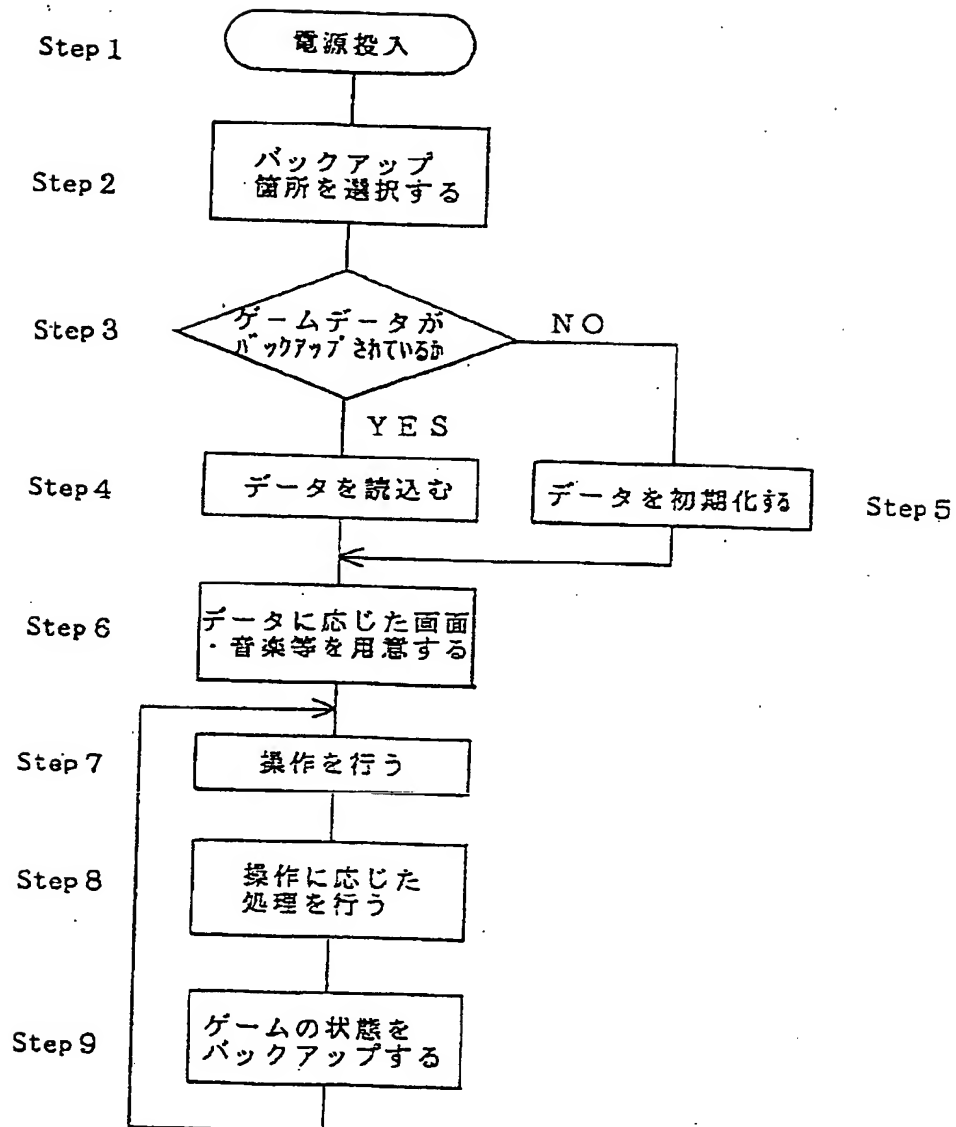 Step 1
電源投入
Step 2
バックアップ
箇所を選択する
Step 3
ゲームデータが
バックアップされているか
NO
YES
Step 4
データを読込む
データを初期化する
Step 5
Step 6
データに応じた画面
・音楽等を用意する
Step 7
操作を行う
Step 8
操作に応じた
処理を行う
Step 9
ゲームの状態を
バックアップする